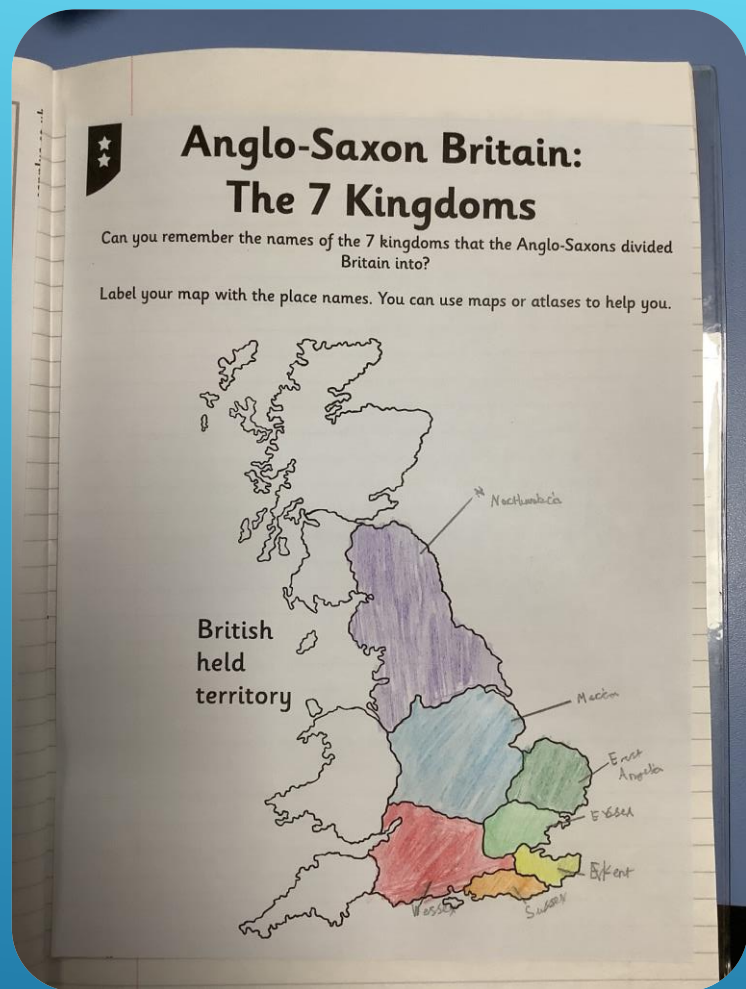 Anglo-Saxon Britain:
The 7 Kingdoms
Can you remember the names of the 7 kingdoms that the Anglo-Saxons divided
Britain into?
Label your map with the place names. You can use maps or atlases to help you.
Northumbria
British
held
territory
Mercia
East
Angelia
Essex
Kent
Wessex
Sussex